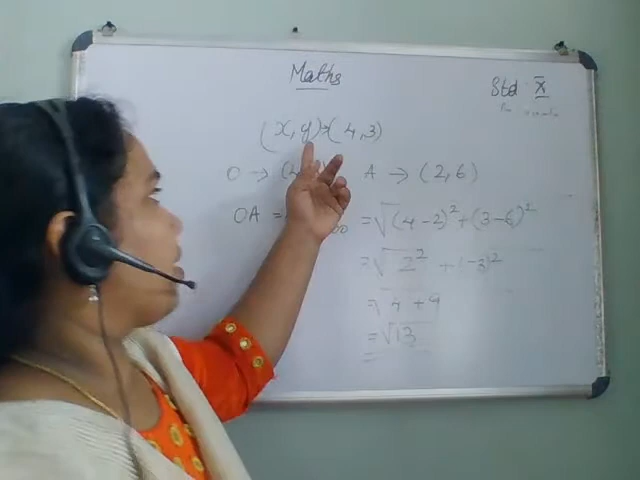 Maths
Std X
(x, y) = (4, 3)
O → (4 A → (2, 6)
OA = = √(4-2)² + (3-6)²
= √2² + (-3)²
= √4 + 9
= √13